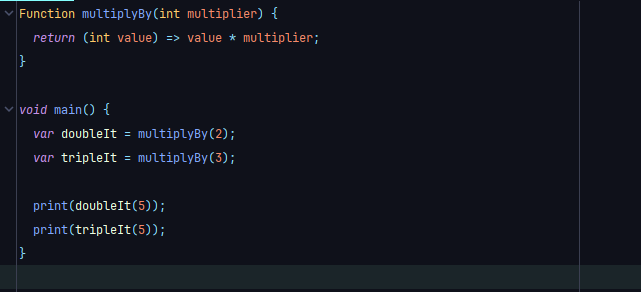 Function multiplyBy(int multiplier) {
  return (int value) => value * multiplier;
}

void main() {
  var doubleIt = multiplyBy(2);
  var tripleIt = multiplyBy(3);

  print(doubleIt(5));
  print(tripleIt(5));
}